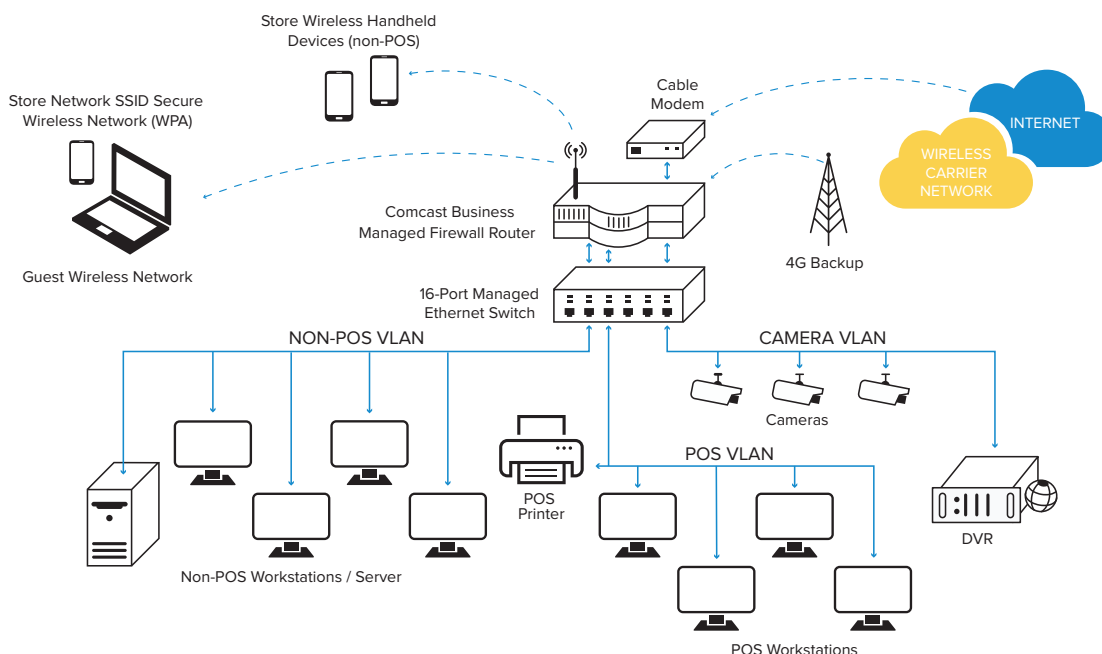 Store Wireless Handheld
Devices (non-POS)
Store Network SSID Secure
Wireless Network (WPA)
Cable
Modem
INTERNET
WIRELESS
CARRIER
NETWORK
Comcast Business
Managed Firewall Router
Guest Wireless Network
4G Backup
16-Port Managed
Ethernet Switch
NON-POS VLAN
CAMERA VLAN
Cameras
POS VLAN
POS
Printer
DVR
Non-POS Workstations / Server
POS Workstations